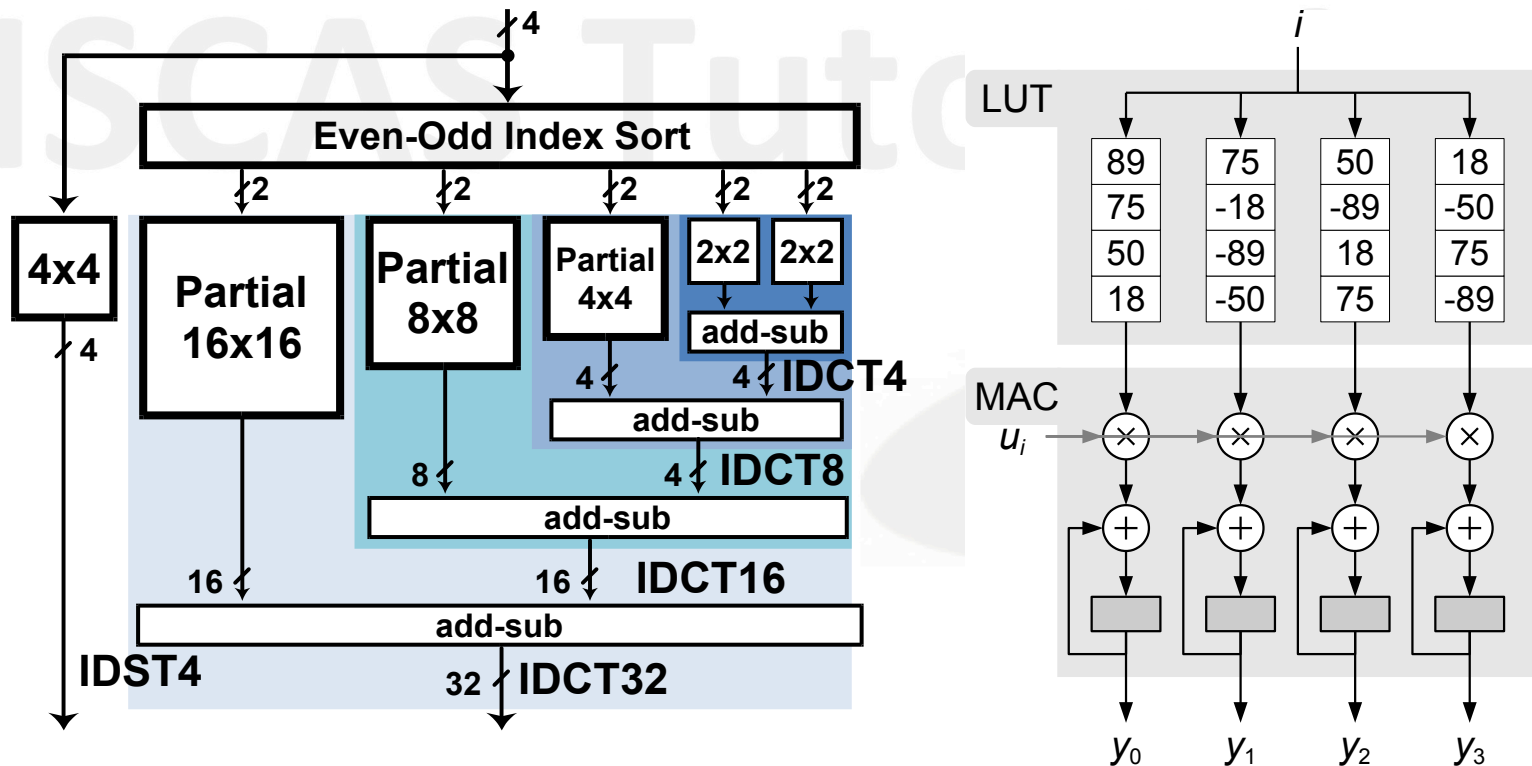 ISCAS Tuto
4
Even-Odd Index Sort
2 2 2 2 2
4x4
Partial
16x16
Partial
8x8
Partial
4x4
2x2 2x2
add-sub
4
4 4 IDCT4
add-sub
8 4 IDCT8
add-sub
16 16 IDCT16
add-sub
IDST4
32 IDCT32
i
LUT
89 75 50 18
75 -18 -89 -50
50 -89 18 75
18 -50 75 -89
MAC
uᵢ × × × ×
+ + + +
y₀ y₁ y₂ y₃